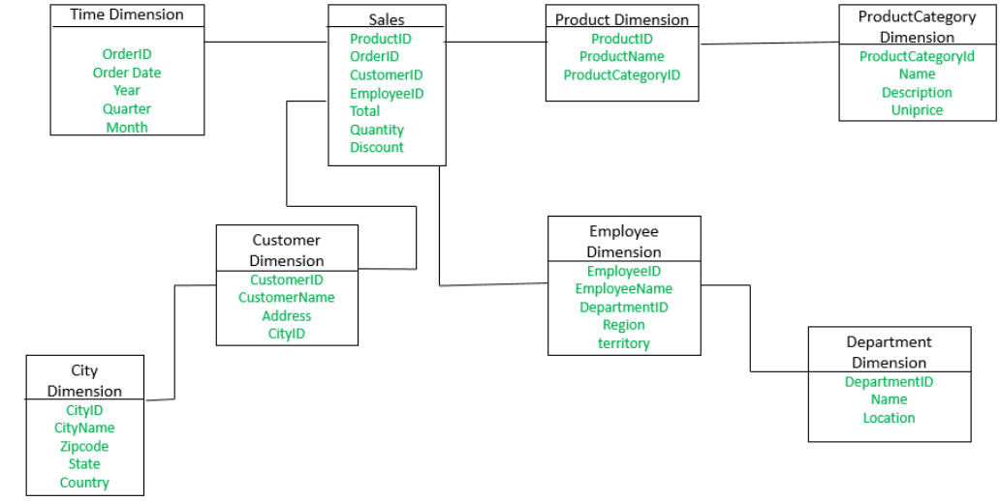 Time Dimension
OrderID
Order Date
Year
Quarter
Month
Sales
ProductID
OrderID
CustomerID
EmployeeID
Total
Quantity
Discount
Product Dimension
ProductID
ProductName
ProductCategoryID
ProductCategory
Dimension
ProductCategoryId
Name
Description
Uniprice
Customer
Dimension
CustomerID
CustomerName
Address
CityID
Employee
Dimension
EmployeeID
EmployeeName
DepartmentID
Region
territory
City
Dimension
CityID
CityName
Zipcode
State
Country
Department
Dimension
DepartmentID
Name
Location